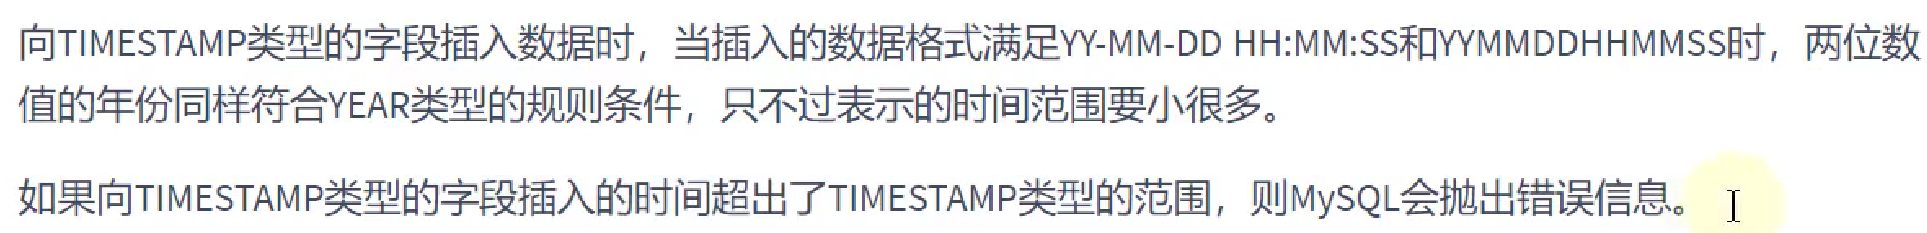 向TIMESTAMP类型的字段插入数据时，当插入的数据格式满足YY-MM-DD HH:MM:SS和YYMMDDHHMMSS时，两位数
值的年份同样符合YEAR类型的规则条件，只不过表示的时间范围要小很多。
如果向TIMESTAMP类型的字段插入的时间超出了TIMESTAMP类型的范围，则MySQL会抛出错误信息。